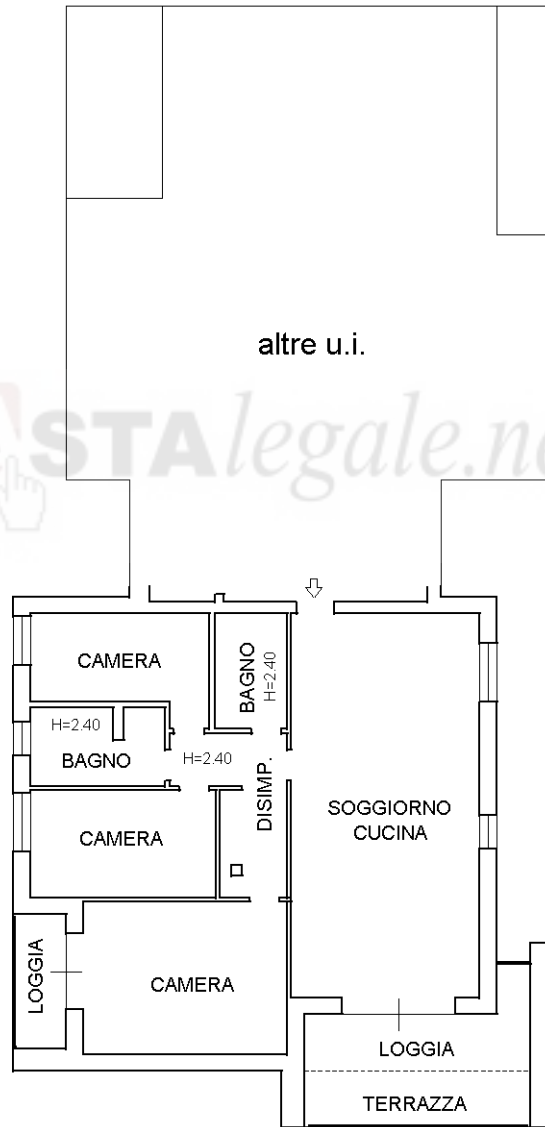 altre u.i.
STAlegale.ne
CAMERA
BAGNO
H=2.40
H=2.40
BAGNO
H=2.40
DISIMP.
CAMERA
SOGGIORNO
CUCINA
LOGGIA
CAMERA
LOGGIA
TERRAZZA